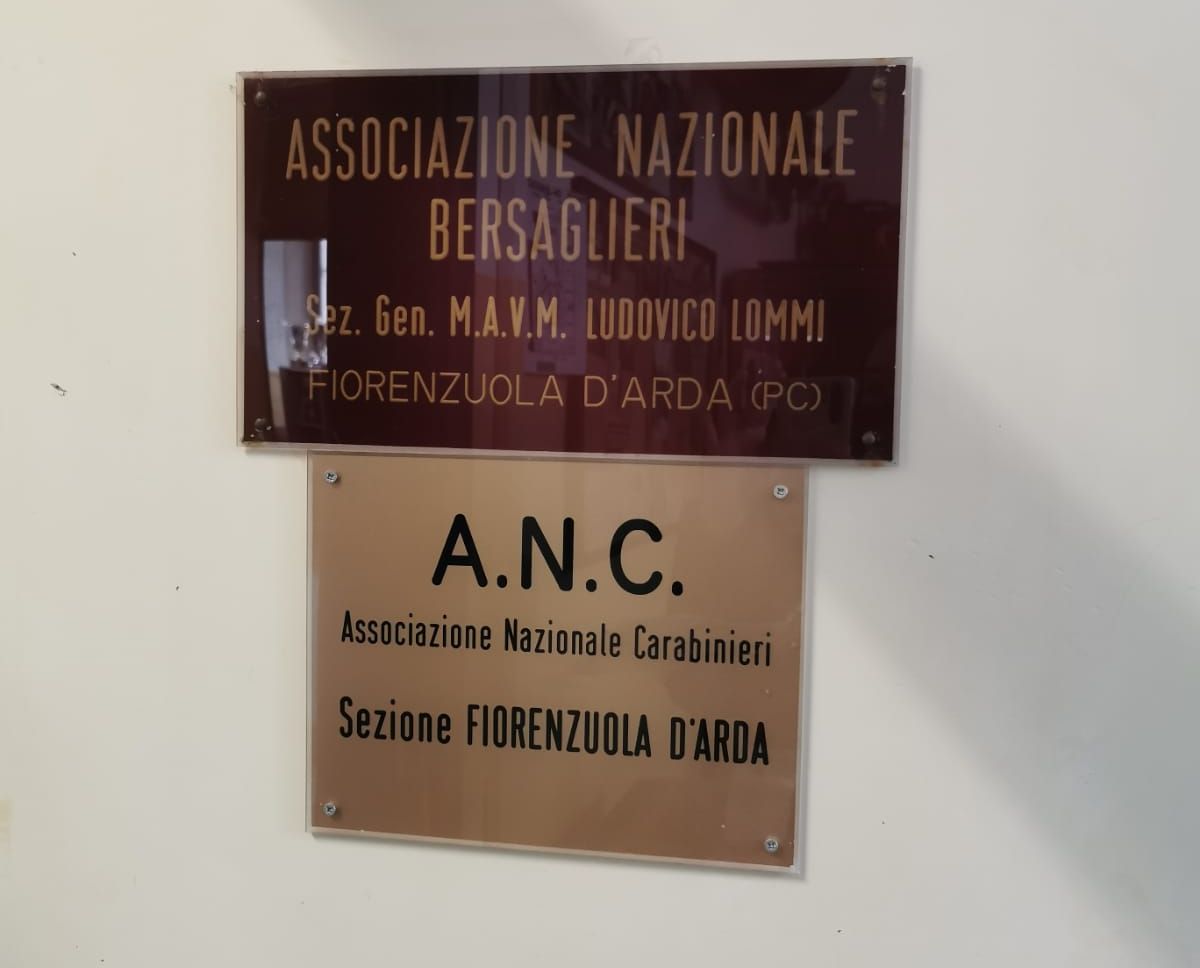 ASSOCIAZIONE NAZIONALE
BERSAGLIERI
Sez. Gen. M.A.V.M. LUDOVICO LOMMI
FIORENZUOLA D'ARDA (PC)
A.N.C.
Associazione Nazionale Carabinieri
Sezione FIORENZUOLA D'ARDA